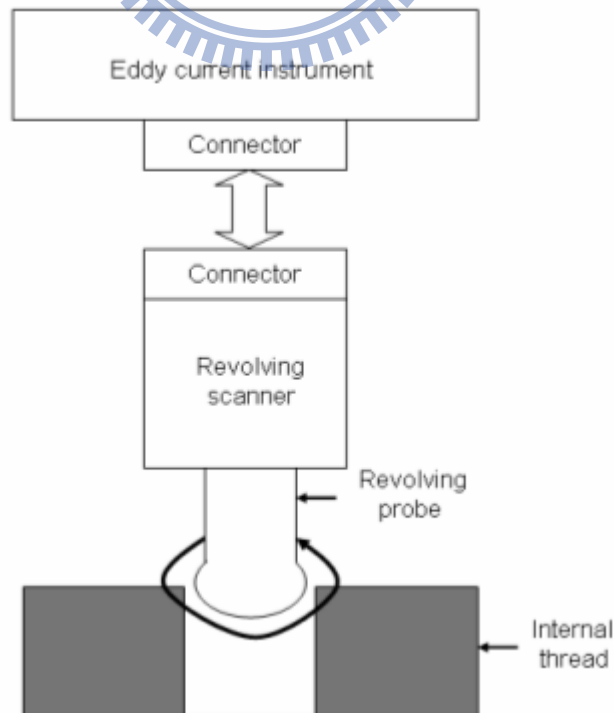 Eddy current instrument
Connector
Connector
Revolving
scanner
Revolving
probe
Internal
thread